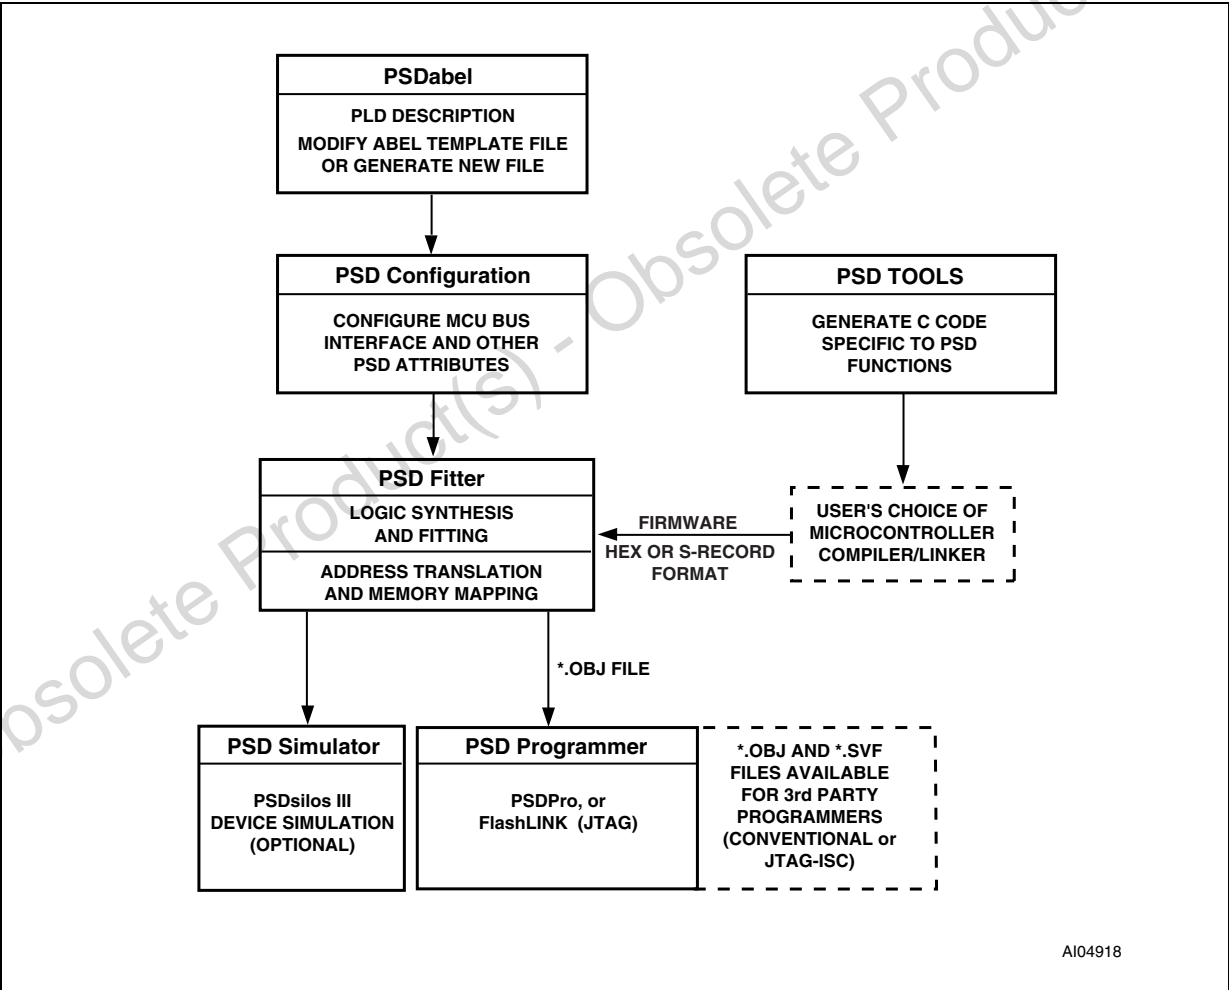 PSDabel
PLD DESCRIPTION
MODIFY ABEL TEMPLATE FILE
OR GENERATE NEW FILE
PSD Configuration
CONFIGURE MCU BUS
INTERFACE AND OTHER
PSD ATTRIBUTES
PSD TOOLS
GENERATE C CODE
SPECIFIC TO PSD
FUNCTIONS
PSD Fitter
LOGIC SYNTHESIS
AND FITTING
ADDRESS TRANSLATION
AND MEMORY MAPPING
FIRMWARE
HEX OR S-RECORD
FORMAT
USER'S CHOICE OF
MICROCONTROLLER
COMPILER/LINKER
*.OBJ FILE
PSD Simulator
PSDsilos III
DEVICE SIMULATION
(OPTIONAL)
PSD Programmer
PSDPro, or
FlashLINK (JTAG)
*.OBJ AND *.SVF
FILES AVAILABLE
FOR 3rd PARTY
PROGRAMMERS
(CONVENTIONAL or
JTAG-ISC)
AI04918
bsolete Product(s) - Obsolete Produc